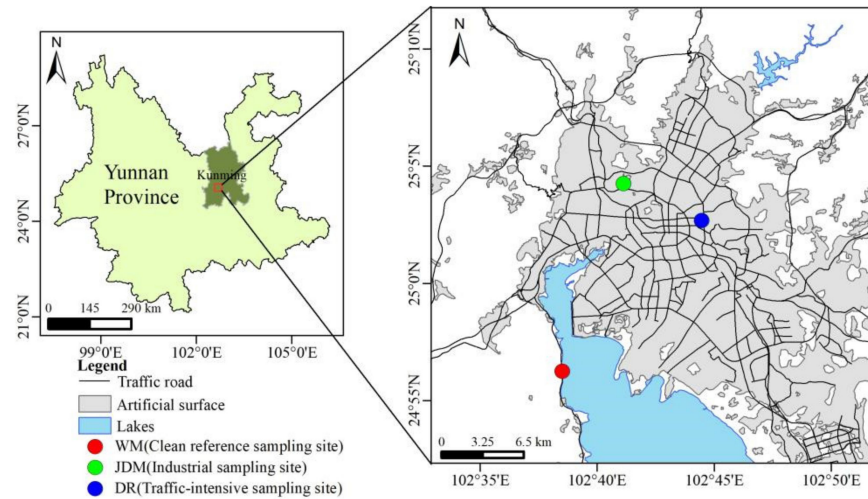 N
27°0'N
24°0'N
21°0'N
Yunnan
Province
Kunming
0 145 290 km
99°0'E 102°0'E 105°0'E
Legend
Traffic road
Artificial surface
Lakes
WM(Clean reference sampling site)
JDM(Industrial sampling site)
DR(Traffic-intensive sampling site)
N
25°10'N
25°5'N
25°0'N
24°55'N
0 3.25 6.5 km
102°35'E 102°40'E 102°45'E 102°50'E